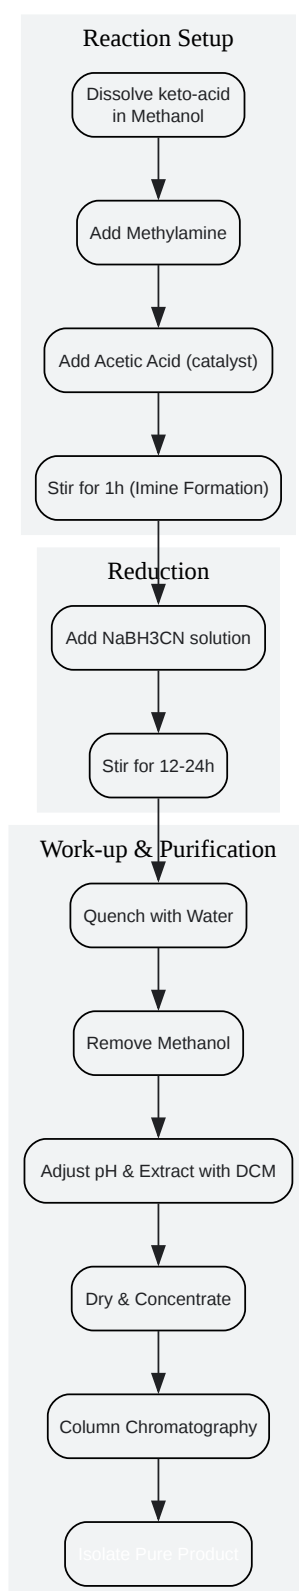 Reaction Setup
Dissolve keto-acid
in Methanol
Add Methylamine
Add Acetic Acid (catalyst)
Stir for 1h (Imine Formation)
Reduction
Add NaBH3CN solution
Stir for 12-24h
Work-up & Purification
Quench with Water
Remove Methanol
Adjust pH & Extract with DCM
Dry & Concentrate
Column Chromatography
Isolate Pure Product